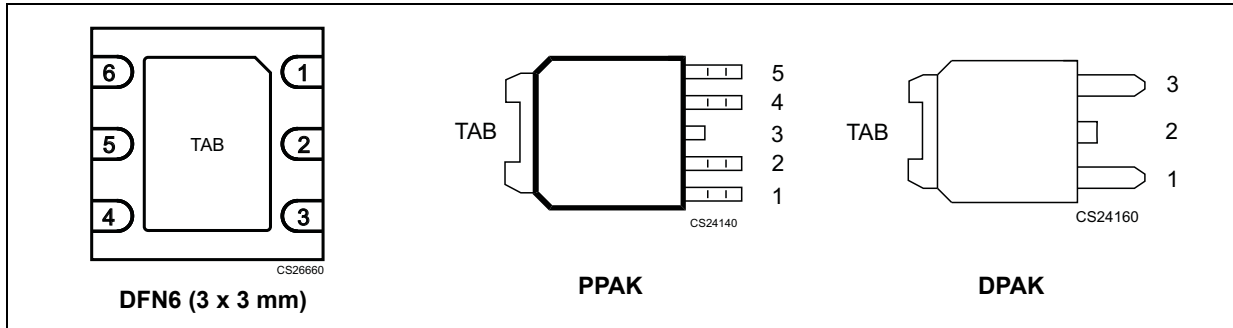 6 1
5 TAB 2
4 3
CS26660
DFN6 (3 x 3 mm)
TAB
5
4
3
2
1
CS24140
PPAK
TAB
3
2
1
CS24160
DPAK